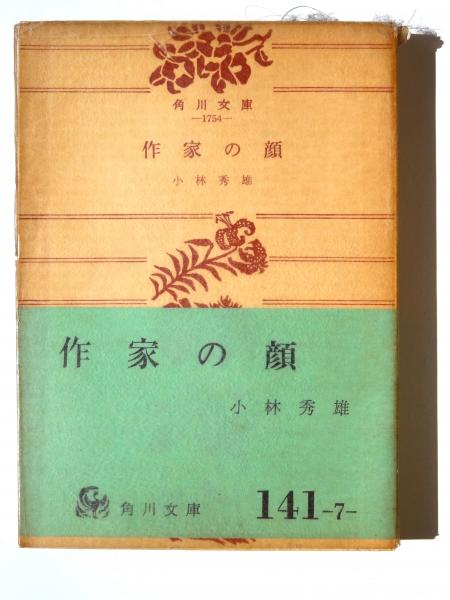 角川文庫
—1754—
作家の顔
小林秀雄
作家の顔
小林秀雄
角川文庫 141-7-